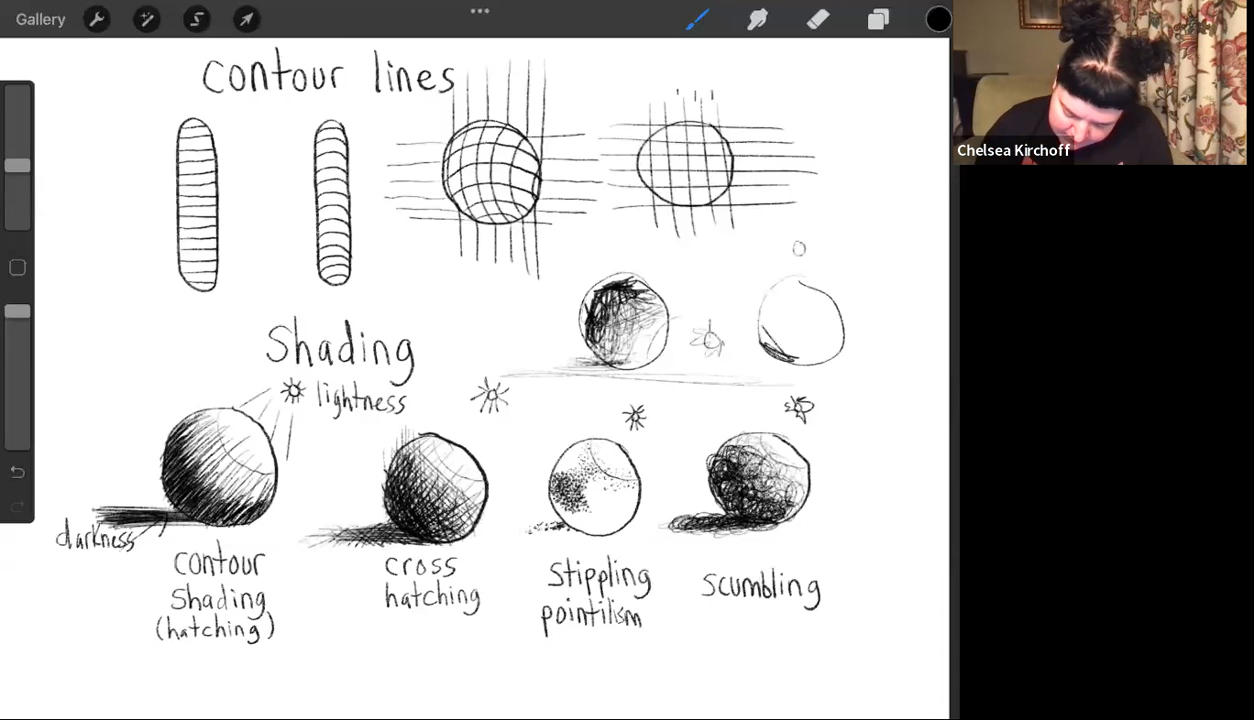 Gallery
contour lines
Chelsea Kirchoff
Shading
lightness
darkness
contour
shading
(hatching)
cross
hatching
stippling
pointilism
scumbling